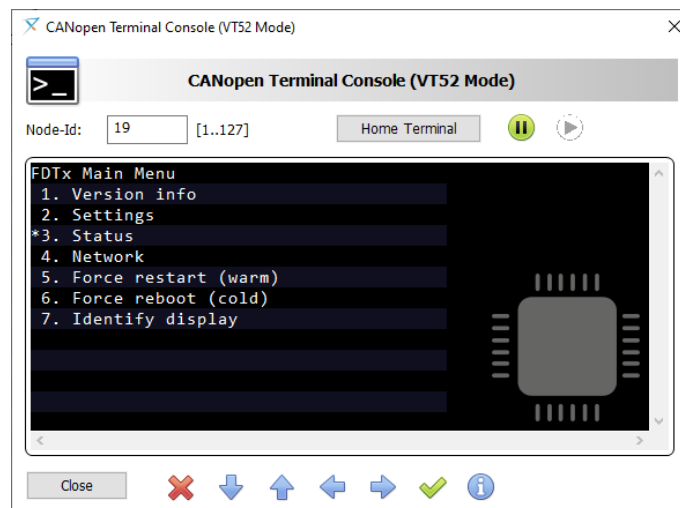 CANopen Terminal Console (VT52 Mode)
>_
CANopen Terminal Console (VT52 Mode)
Node-Id: 19 [1..127] Home Terminal
FDTx Main Menu
1. Version info
2. Settings
*3. Status
4. Network
5. Force restart (warm)
6. Force reboot (cold)
7. Identify display
Close